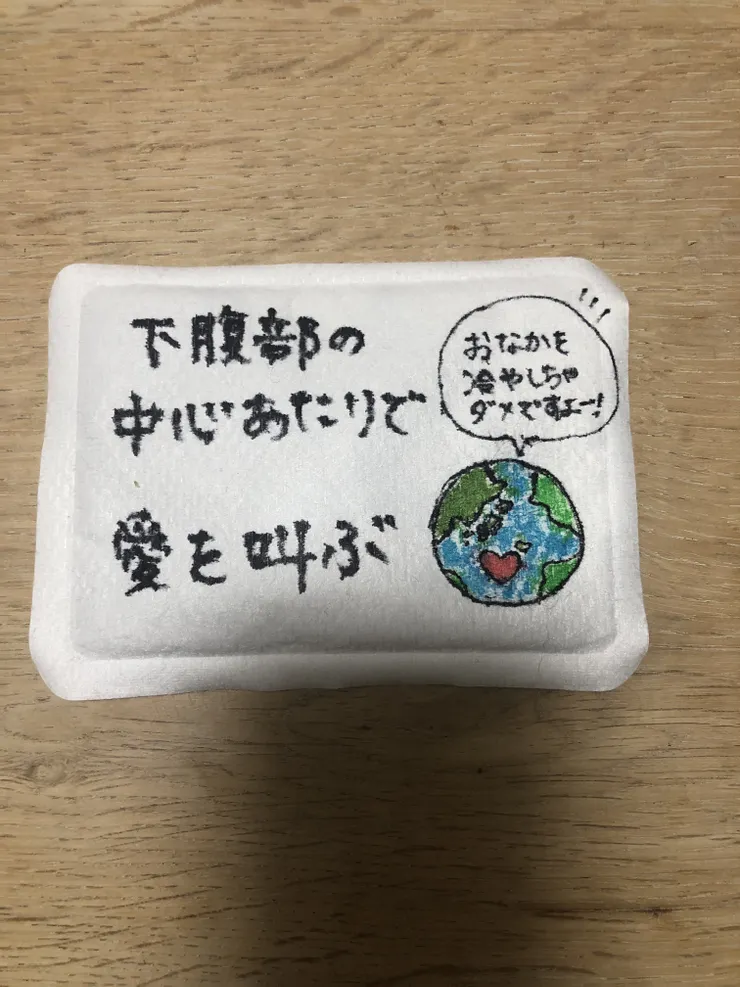 下腹部の
中心あたりで
愛を叫ぶ
おなかを
冷やしちゃ
ダメですよー!